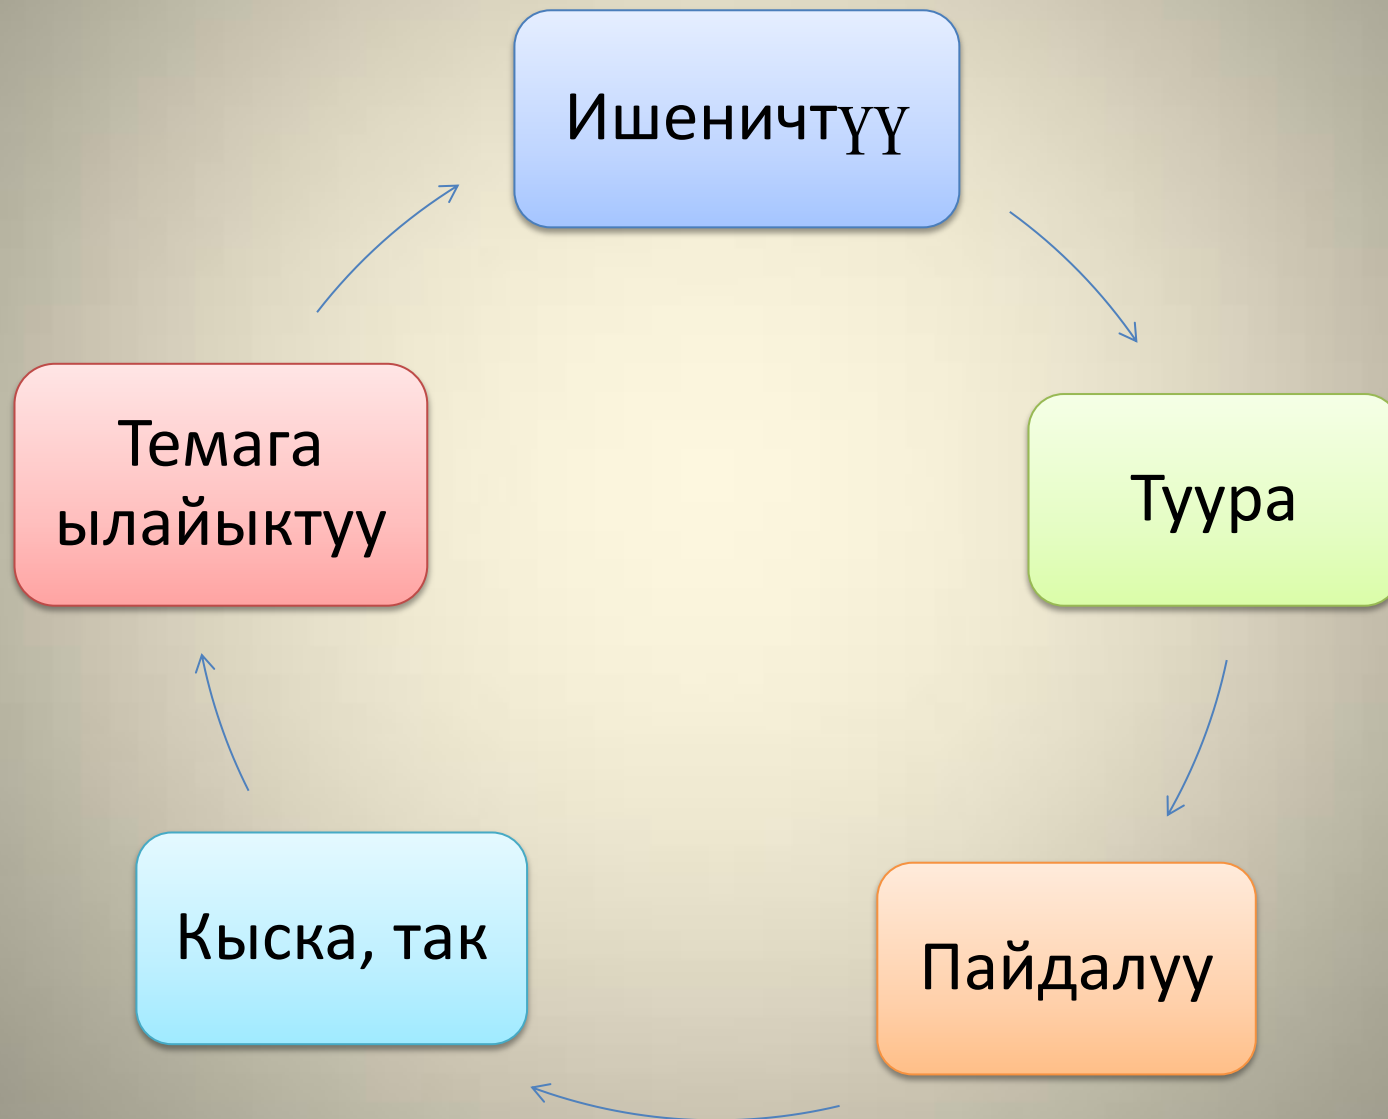 Ишеничтүү
Туура
Пайдалуу
Кыска, так
Темага
ылайыктуу